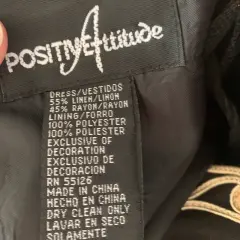 POSITIVE Attitude
DRESS/VESTIDOS
55% LINEN/LINON
45% RAYON/RAYON
LINING/FORRO
100% POLYESTER
100% POLIESTER
EXCLUSIVE OF
DECORATION
EXCLUSIVO DE
DECORACION
RN 55126
MADE IN CHINA
HECHO EN CHINA
DRY CLEAN ONLY
LAVAR EN SECO
SOLAMENTE